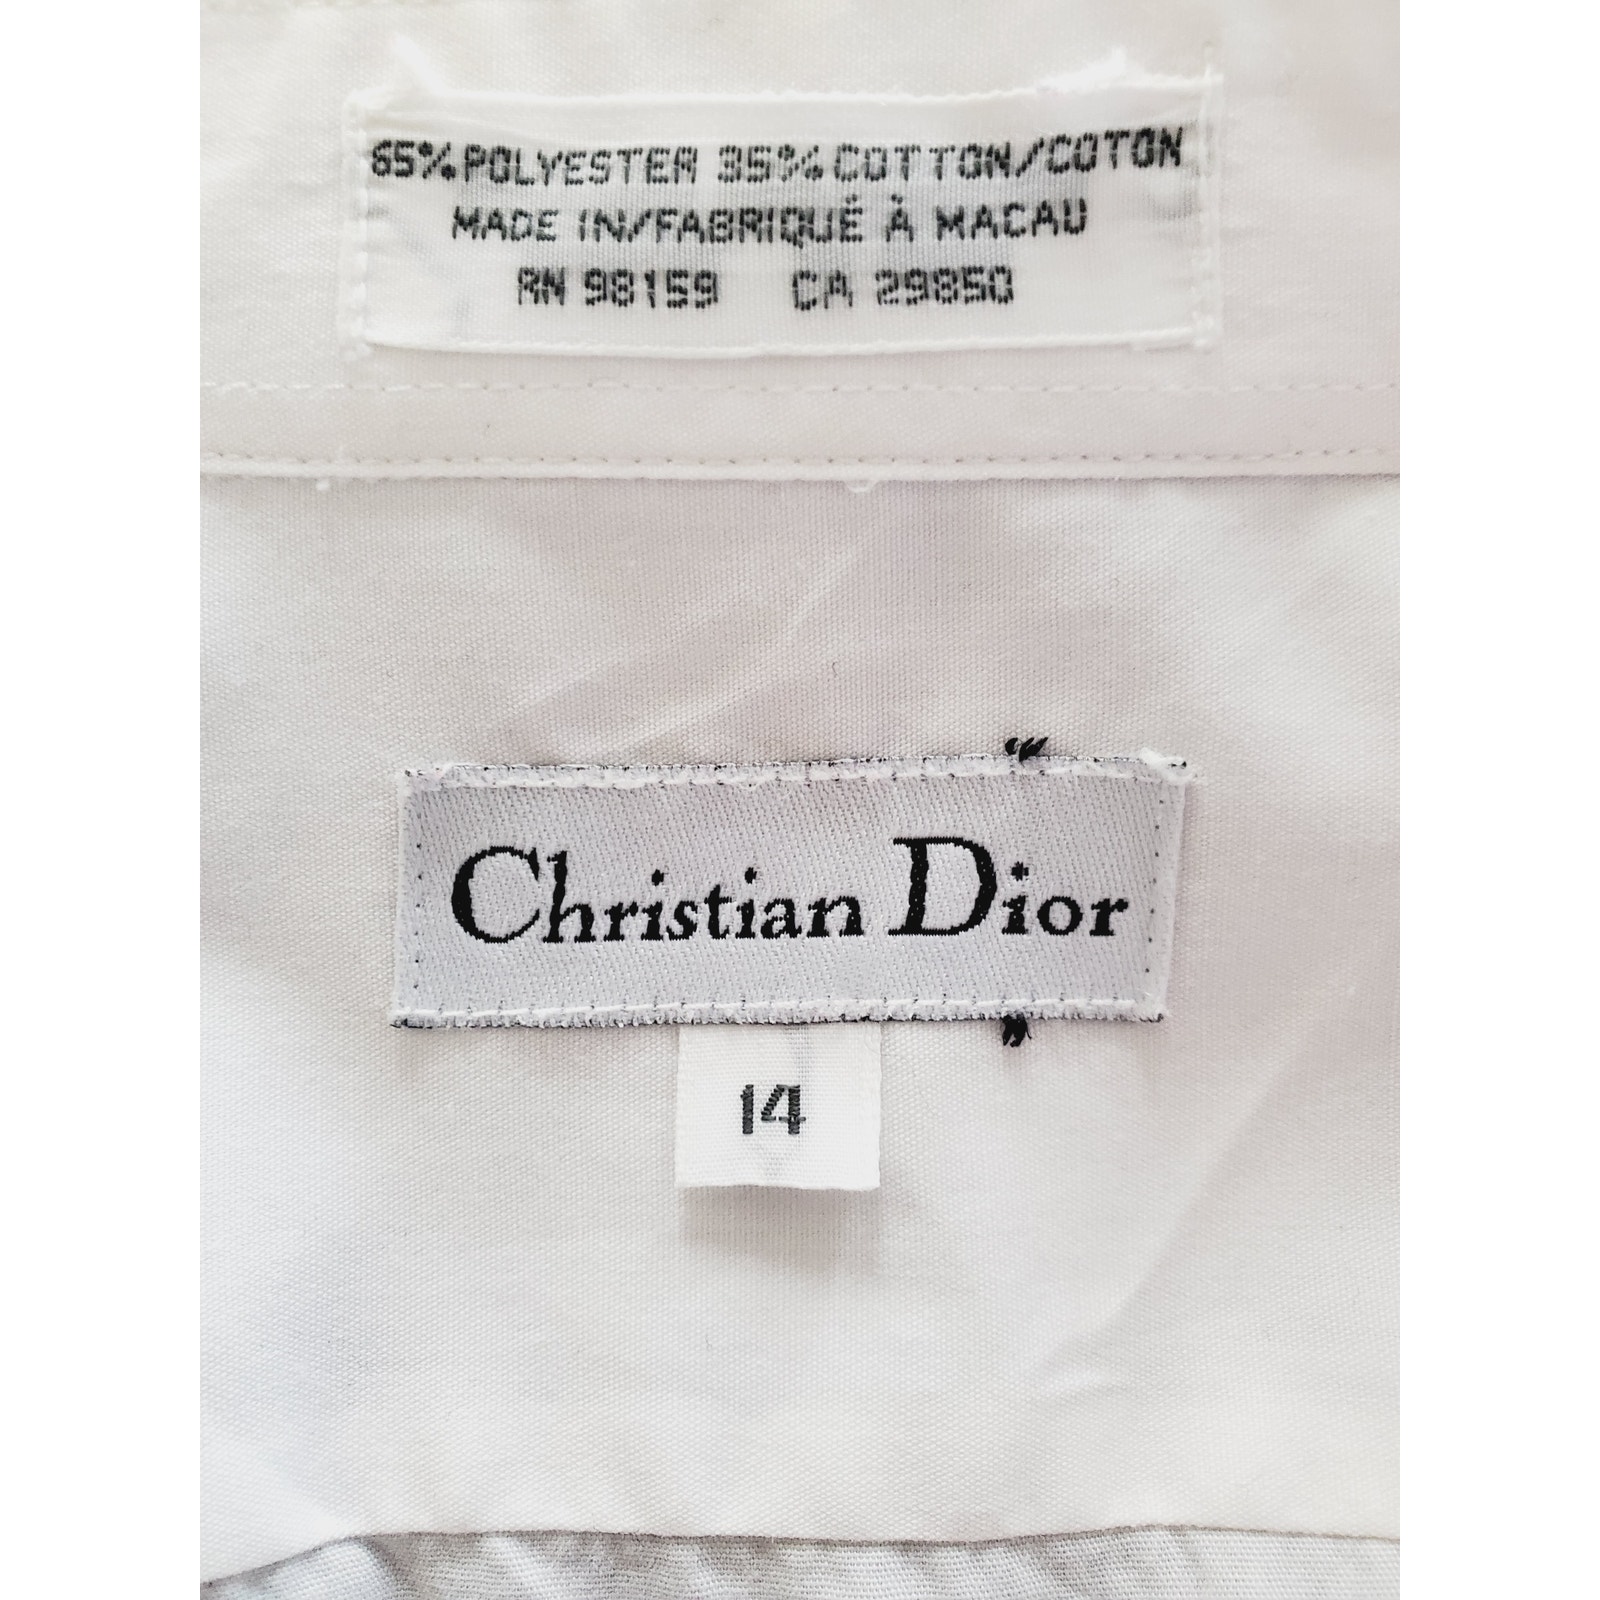 65% POLYESTER 35% COTTON/COTON
MADE IN/FABRIQUÉ À MACAU
RN 98159 CA 29850
Christian Dior
14